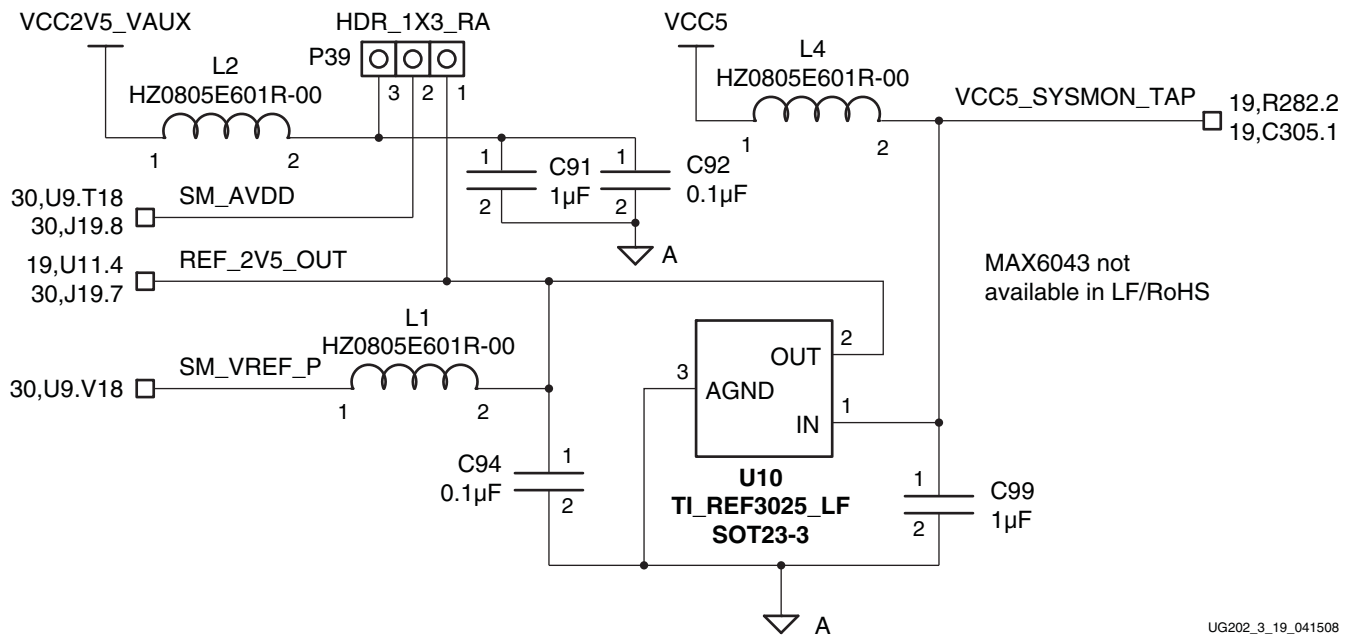 VCC2V5_VAUX
HDR_1X3_RA
VCC5
P39
L2
HZ0805E601R-00
L4
HZ0805E601R-00
3 2 1
VCC5_SYSMON_TAP
19,R282.2
19,C305.1
1 2
1 2
1 C91
1µF
2
1 C92
0.1µF
2
30,U9.T18
30,J19.8
SM_AVDD
A
19,U11.4
30,J19.7
REF_2V5_OUT
MAX6043 not
available in LF/RoHS
L1
HZ0805E601R-00
30,U9.V18
SM_VREF_P
1 2
OUT 2
3 AGND
IN 1
U10
TI_REF3025_LF
SOT23-3
C94 1
0.1µF
2
1 C99
1µF
2
A
UG202_3_19_041508